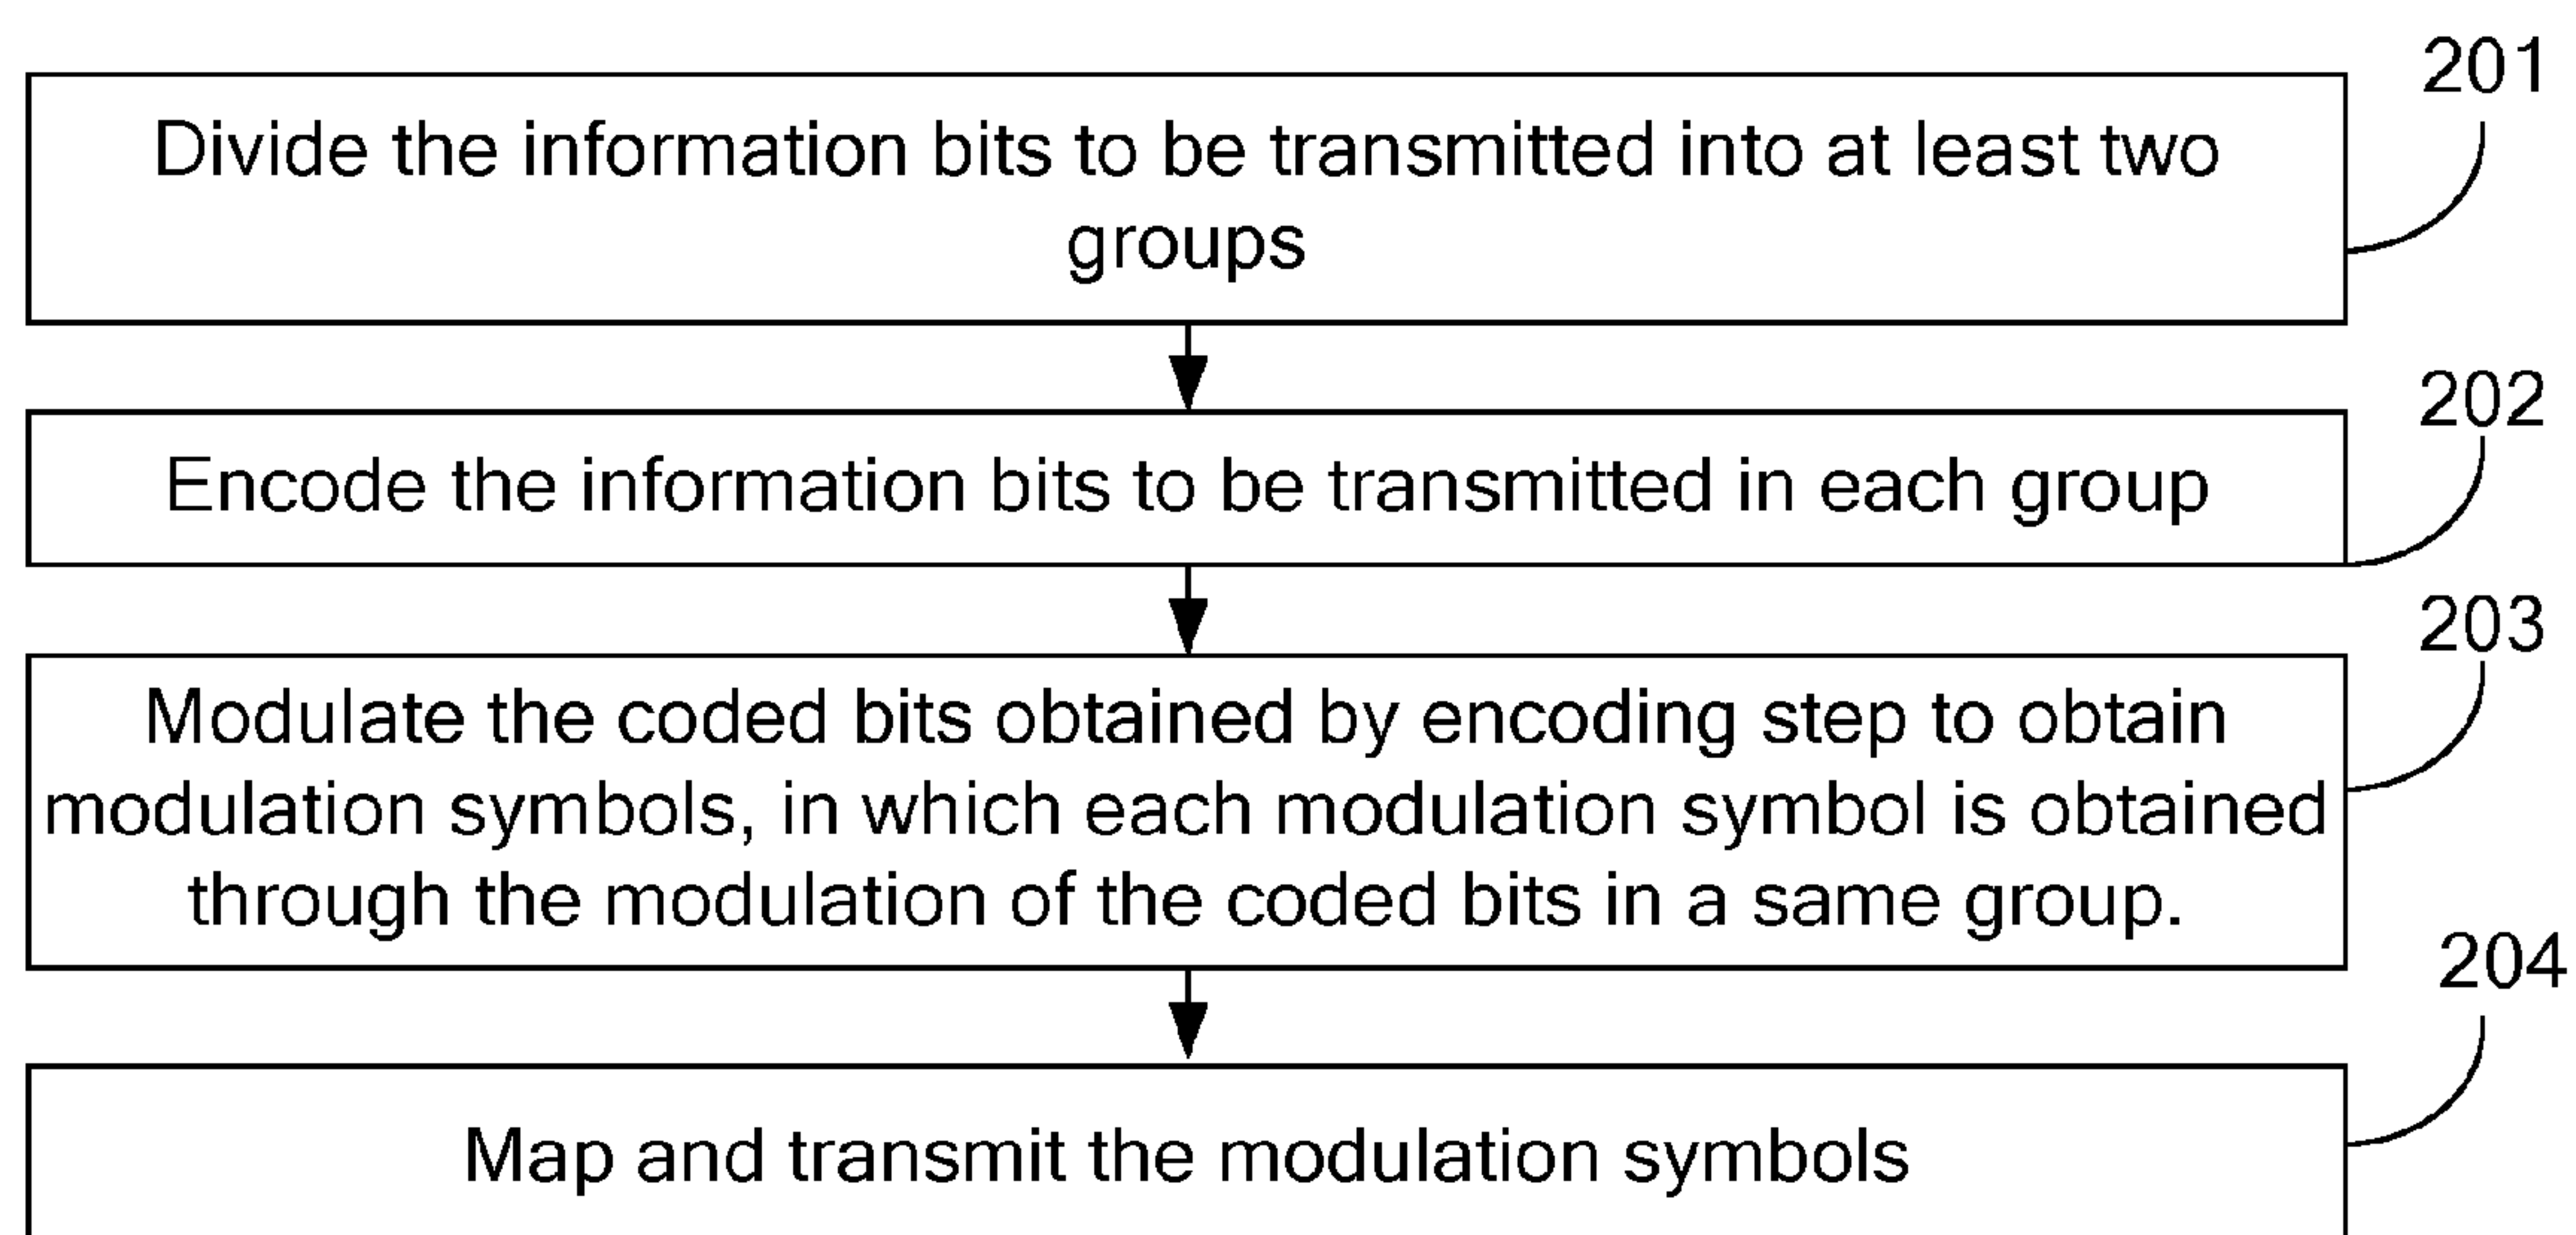 201
Divide the information bits to be transmitted into at least two
groups
202
Encode the information bits to be transmitted in each group
203
Modulate the coded bits obtained by encoding step to obtain
modulation symbols, in which each modulation symbol is obtained
through the modulation of the coded bits in a same group.
204
Map and transmit the modulation symbols